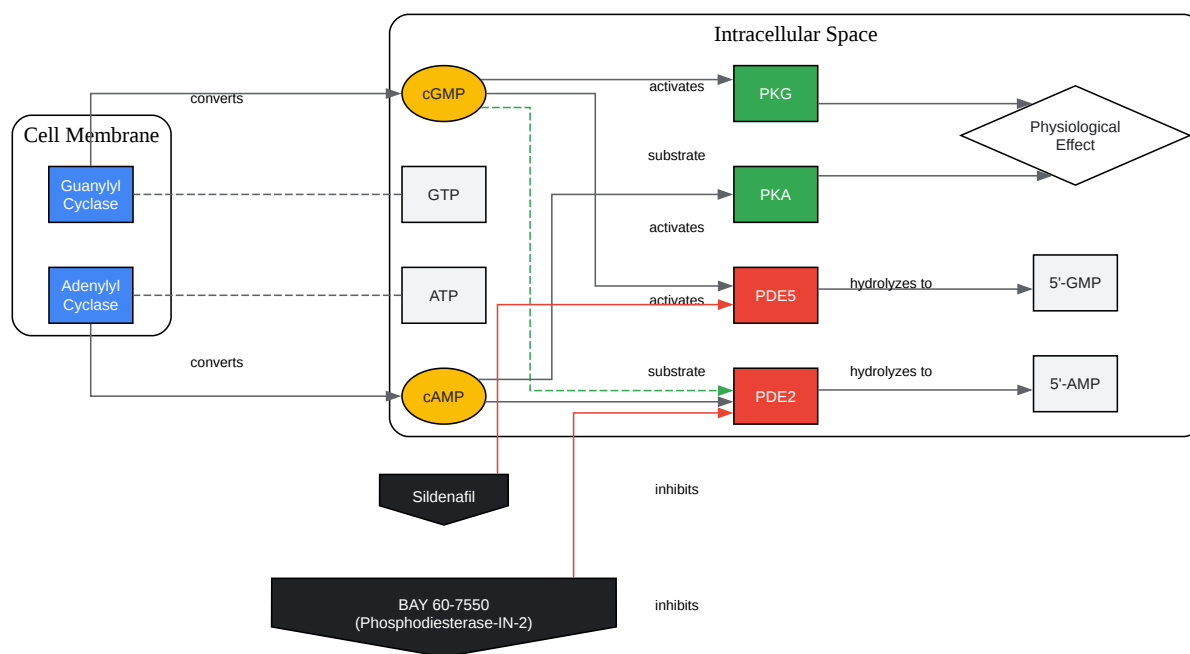 Intracellular Space
cGMP
activates
PKG
converts
Physiological
Effect
Cell Membrane
substrate
Guanylyl
Cyclase
GTP
PKA
activates
Adenylyl
Cyclase
ATP
activates
PDE5
hydrolyzes to
5'-GMP
converts
substrate
hydrolyzes to
cAMP
PDE2
5'-AMP
Sildenafil
inhibits
BAY 60-7550
(Phosphodiesterase-IN-2)
inhibits